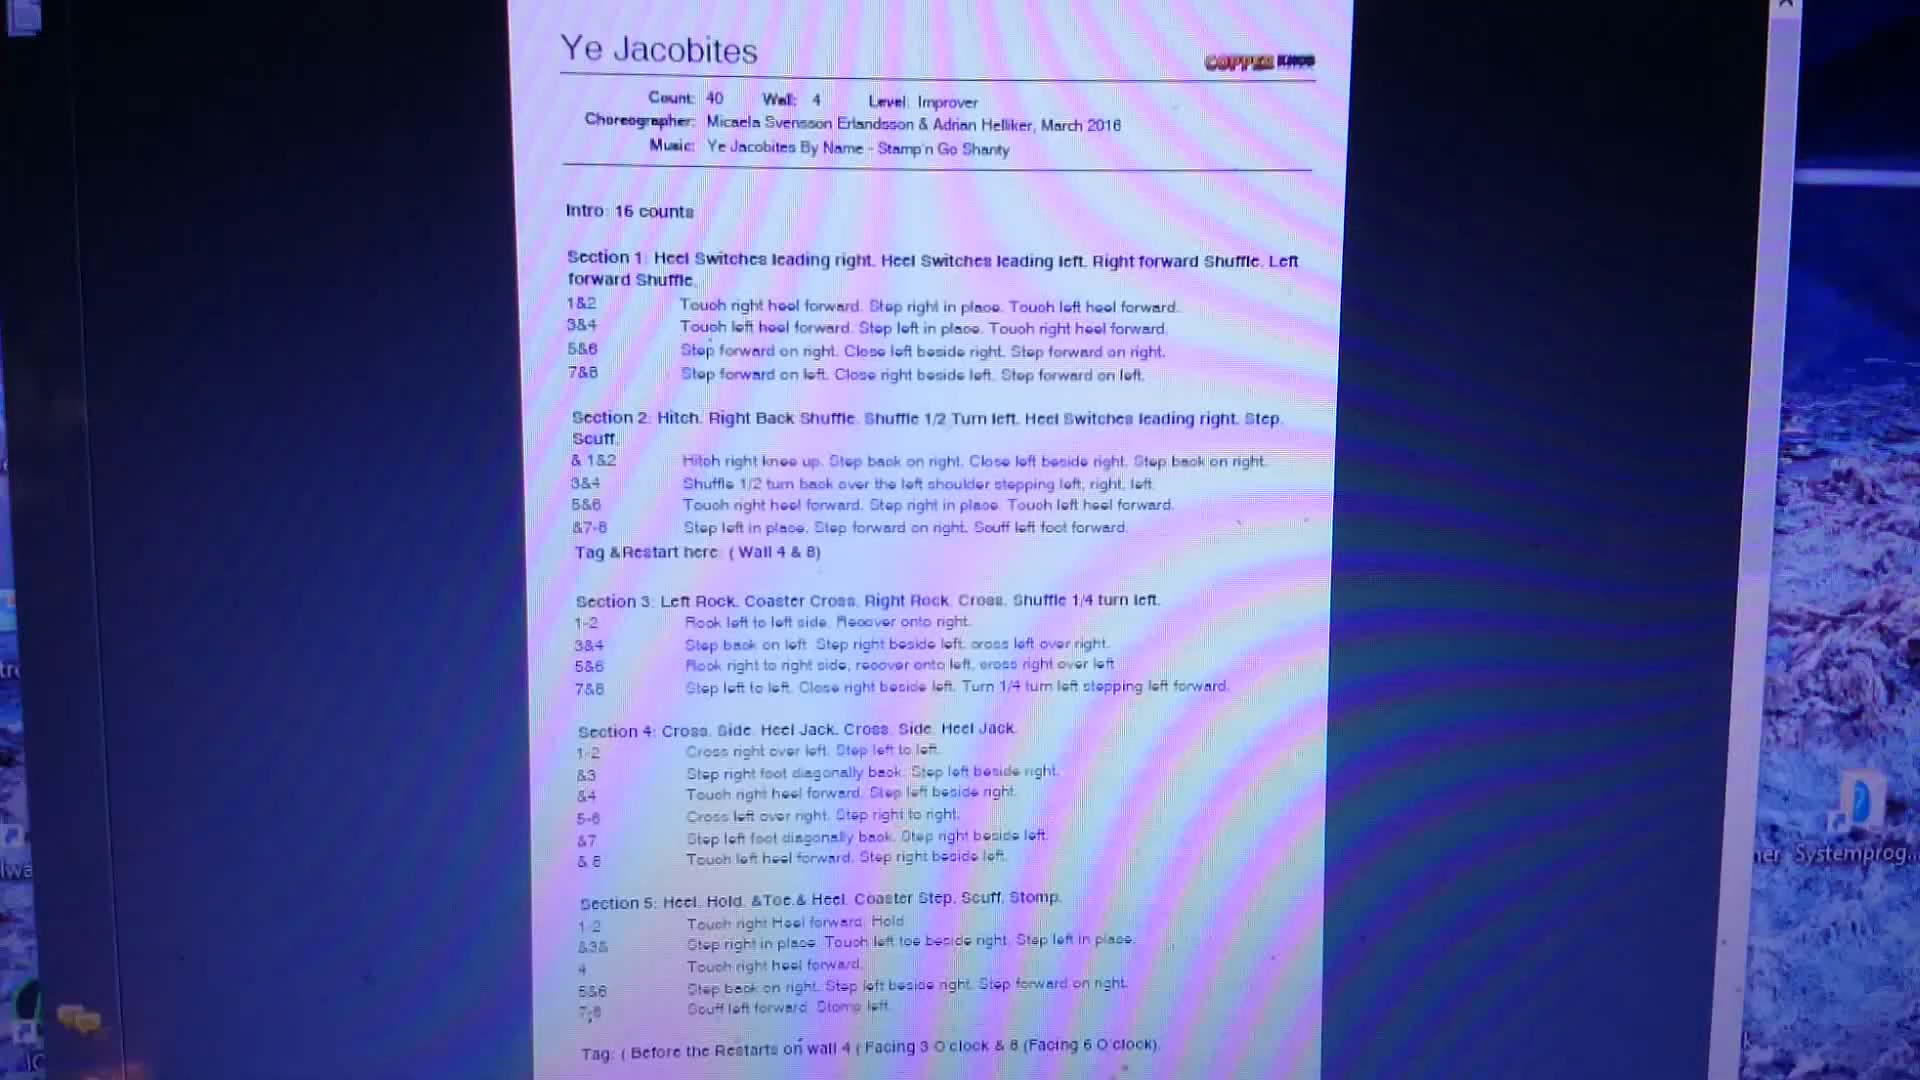 Ye Jacobites
COPPER KNOB
Count: 40 Wall: 4 Level: Improver
Choreographer: Micaela Svensson Erlandsson & Adrian Helliker, March 2016
Music: Ye Jacobites By Name - Stamp'n Go Shanty
Intro: 16 counts
Section 1: Heel Switches leading right. Heel Switches leading left. Right forward Shuffle. Left
forward Shuffle.
1&2 Touch right heel forward. Step right in place. Touch left heel forward.
3&4 Touch left heel forward. Step left in place. Touch right heel forward.
5&6 Step forward on right. Close left beside right. Step forward on right.
7&8 Step forward on left. Close right beside left. Step forward on left.
Section 2: Hitch. Right Back Shuffle. Shuffle 1/2 Turn left. Heel Switches leading right. Step.
Scuff.
& 1&2 Hitch right knee up. Step back on right. Close left beside right. Step back on right.
3&4 Shuffle 1/2 turn back over the left shoulder stepping left, right, left.
5&6 Touch right heel forward. Step right in place. Touch left heel forward.
&7-8 Step left in place. Step forward on right. Scuff left foot forward.
Tag &Restart here: ( Wall 4 & 8)
Section 3: Left Rock. Coaster Cross. Right Rock. Cross. Shuffle 1/4 turn left.
1-2 Rock left to left side. Recover onto right.
3&4 Step back on left. Step right beside left, cross left over right.
5&6 Rock right to right side, recover onto left, cross right over left
7&8 Step left to left. Close right beside left. Turn 1/4 turn left stepping left forward.
Section 4: Cross. Side. Heel Jack. Cross. Side. Heel Jack.
1-2 Cross right over left. Step left to left.
&3 Step right foot diagonally back. Step left beside right.
&4 Touch right heel forward. Step left beside right.
5-6 Cross left over right. Step right to right.
&7 Step left foot diagonally back. Step right beside left.
& 8 Touch left heel forward. Step right beside left.
Section 5: Heel. Hold. &Toe.& Heel. Coaster Step. Scuff. Stomp.
1-2 Touch right Heel forward. Hold
&3& Step right in place. Touch left toe beside right. Step left in place.
4 Touch right heel forward.
5&6 Step back on right. Step left beside right. Step forward on right.
7-8 Scuff left forward. Stomp left.
Tag: ( Before the Restarts on wall 4 ( Facing 3 O'clock & 8 (Facing 6 O'clock).
Systemprog...